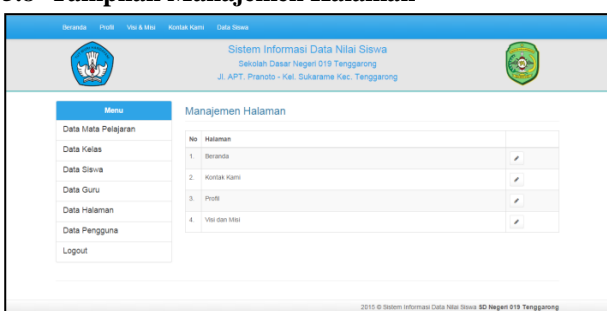 Tampilan Manajemen Halaman
Beranda Profil Visi & Misi Kontak Kami Data Siswa
Sistem Informasi Data Nilai Siswa
Sekolah Dasar Negeri 019 Tenggarong
Jl. APT. Pranoto - Kel. Sukarame Kec. Tenggarong
Menu
Data Mata Pelajaran
Data Kelas
Data Siswa
Data Guru
Data Halaman
Data Pengguna
Logout
Manajemen Halaman
No Halaman
1. Beranda
2. Kontak Kami
3. Profil
4. Visi dan Misi
2015 © Sistem Informasi Data Nilai Siswa SD Negeri 019 Tenggarong